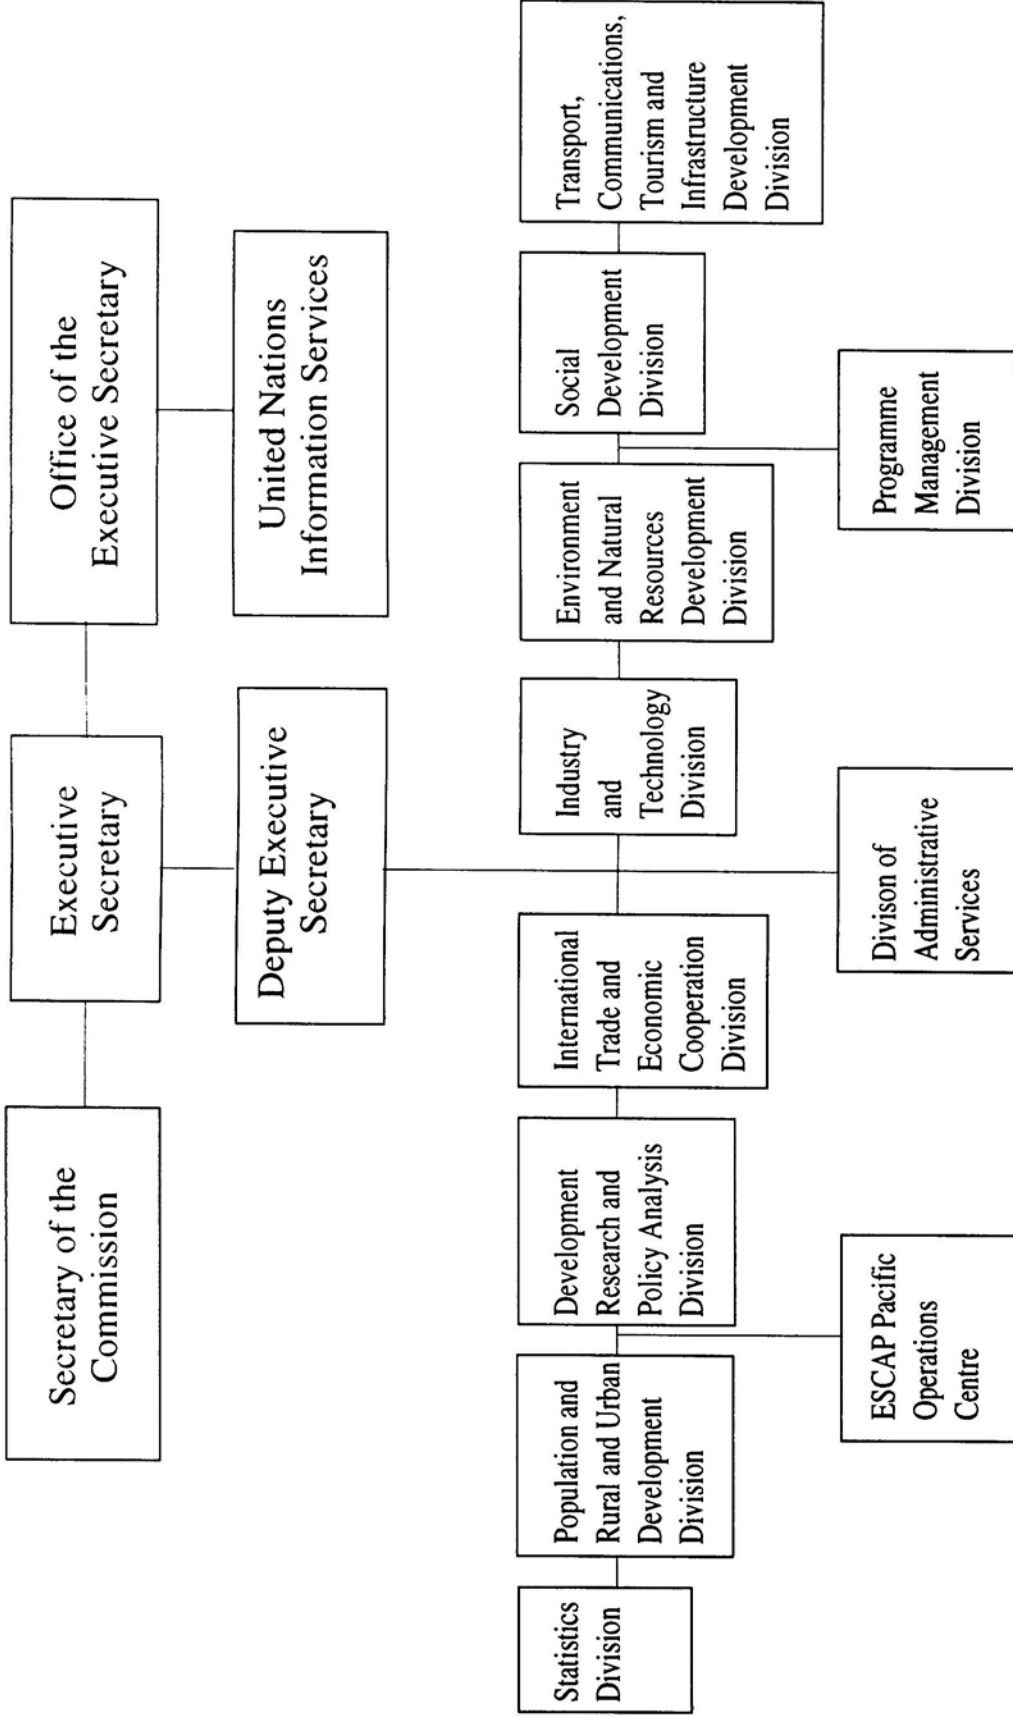 Secretary of the
Commission
Executive
Secretary
Office of the
Executive Secretary
Deputy Executive
Secretary
United Nations
Information Services
Statistics
Division
Population and
Rural and Urban
Development
Division
Development
Research and
Policy Analysis
Division
International
Trade and
Economic
Cooperation
Division
Industry
and
Technology
Division
Environment
and Natural
Resources
Development
Division
Social
Development
Division
Transport,
Communications,
Tourism and
Infrastructure
Development
Division
ESCAP Pacific
Operations
Centre
Divison of
Administrative
Services
Programme
Management
Division